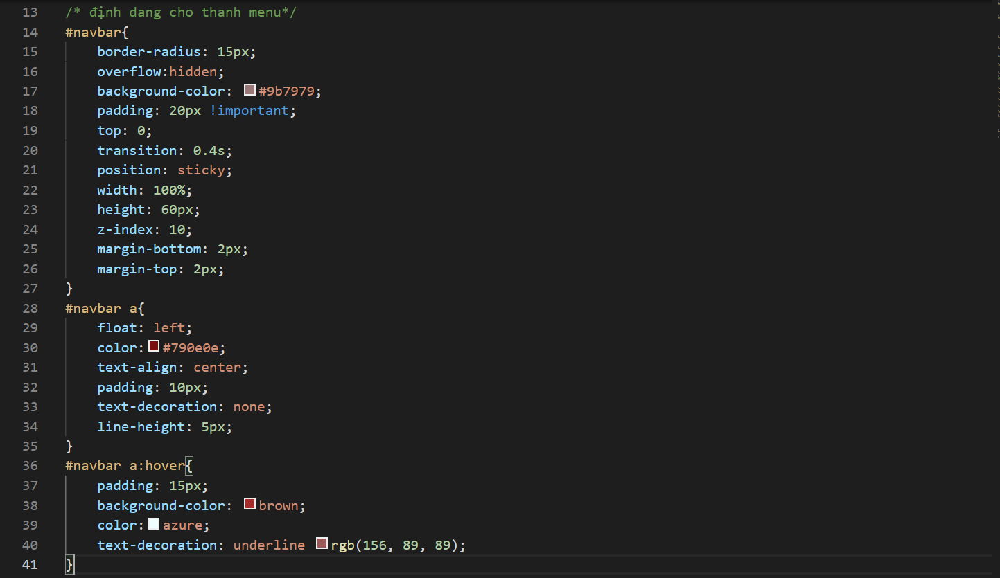 13 /* định dang cho thanh menu*/
14 #navbar{
15     border-radius: 15px;
16     overflow:hidden;
17     background-color: #9b7979;
18     padding: 20px !important;
19     top: 0;
20     transition: 0.4s;
21     position: sticky;
22     width: 100%;
23     height: 60px;
24     z-index: 10;
25     margin-bottom: 2px;
26     margin-top: 2px;
27 }
28 #navbar a{
29     float: left;
30     color: #790e0e;
31     text-align: center;
32     padding: 10px;
33     text-decoration: none;
34     line-height: 5px;
35 }
36 #navbar a:hover{
37     padding: 15px;
38     background-color: brown;
39     color: azure;
40     text-decoration: underline rgb(156, 89, 89);
41 }